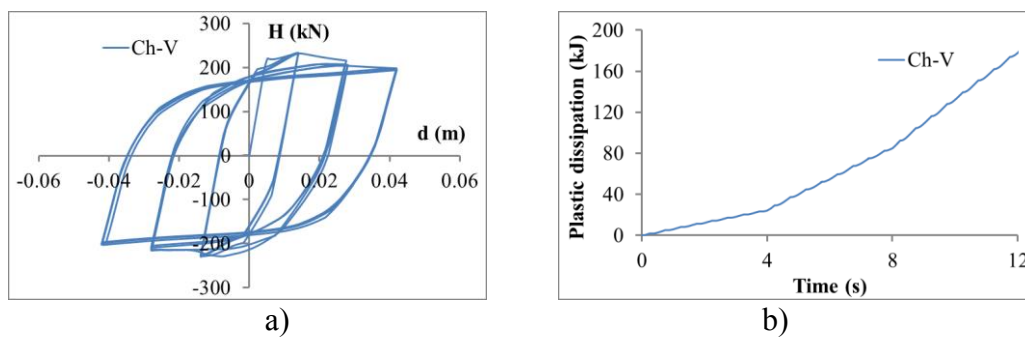 300
H (kN)
Ch-V
200
100
d (m)
0
-0.06 -0.04 -0.02 0 0.02 0.04 0.06
-100
-200
-300
a)
Plastic dissipation (kJ)
200
160
Ch-V
120
80
40
0
0 4 8 12
Time (s)
b)